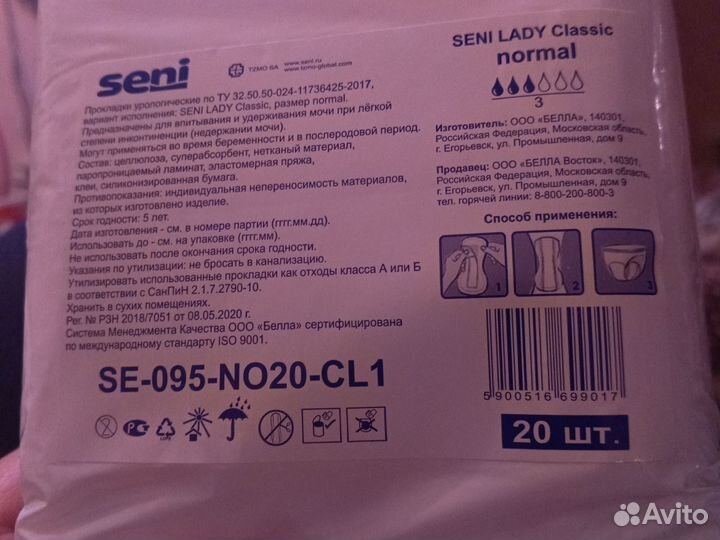 seni
TZMO SA
www.seni.ru
www.tzmo-global.com
Прокладки урологические по ТУ 32.50.50-024-11736425-2017,
вариант исполнения: SENI LADY Classic, размер normal.
Предназначены для впитывания и удерживания мочи при лёгкой
степени инконтиненции (недержании мочи).
Могут применяться во время беременности и в послеродовой период.
Состав: целлюлоза, суперабсорбент, нетканый материал,
паропроницаемый ламинат, эластомерная пряжа,
клеи, силиконизированная бумага.
Противопоказания: индивидуальная непереносимость материалов,
из которых изготовлено изделие.
Срок годности: 5 лет.
Дата изготовления - см. в номере партии (гггг.мм.дд).
Использовать до - см. на упаковке (гггг.мм).
Не использовать после окончания срока годности.
Указания по утилизации: не бросать в канализацию.
Утилизировать использованные прокладки как отходы класса А или Б
в соответствии с СанПиН 2.1.7.2790-10.
Хранить в сухих помещениях.
Рег. № РЗН 2018/7051 от 08.05.2020 г.
Система Менеджмента Качества ООО «Белла» сертифицирована
по международному стандарту ISO 9001.
SE-095-NO20-CL1
SENI LADY Classic
normal
3
Изготовитель: ООО «БЕЛЛА», 140301,
Российская Федерация, Московская область,
г. Егорьевск, ул. Промышленная, дом 9
Продавец: ООО «БЕЛЛА Восток», 140301,
Российская Федерация, Московская область,
г. Егорьевск, ул. Промышленная, дом 9
тел. горячей линии: 8-800-200-800-3
Способ применения:
1
2
3
5900516699017
20 шт.
Avito